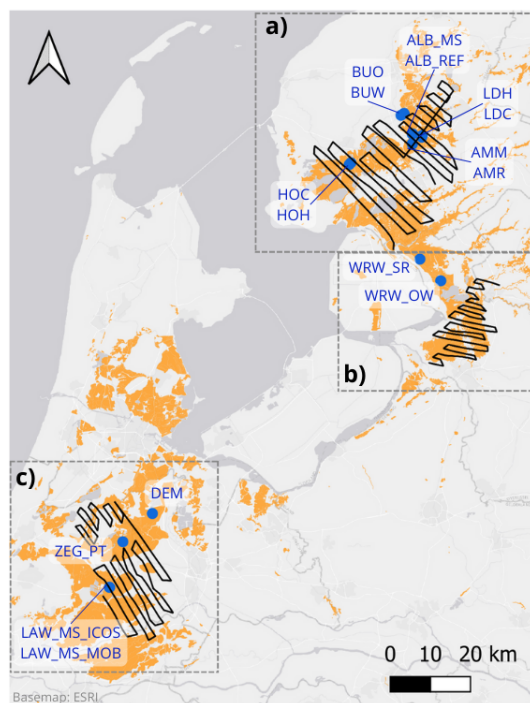 a)
ALB_MS
ALB_REF
BUO
BUW
LDH
LDC
AMM
AMR
HOC
HOH
WRW_SR
WRW_OW
b)
c)
DEM
ZEG_PT
LAW_MS_ICOS
LAW_MS_MOB
0 10 20 km
Basemap: ESRI